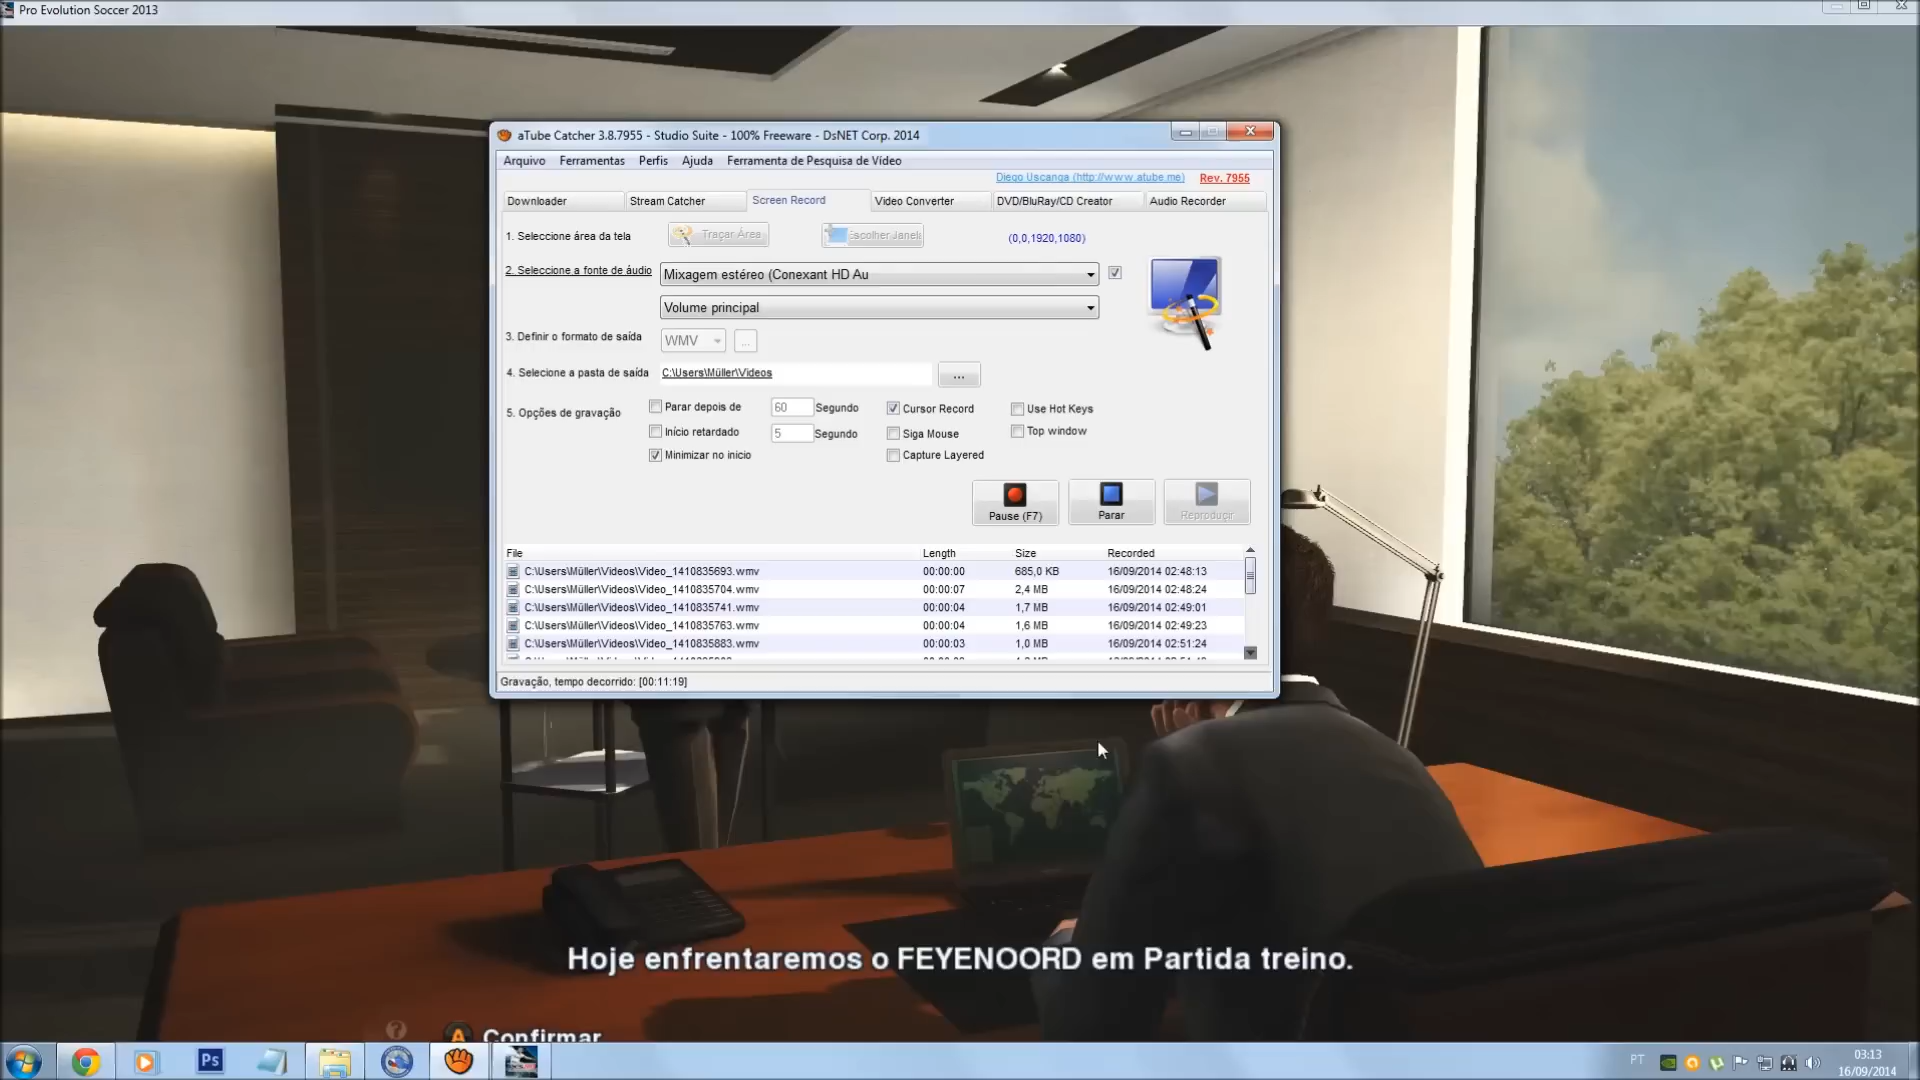 Pro Evolution Soccer 2013
aTube Catcher 3.8.7955 - Studio Suite - 100% Freeware - DsNET Corp. 2014
Arquivo Ferramentas Perfis Ajuda Ferramenta de Pesquisa de Vídeo
Diego Uscanga (http://www.atube.me) Rev. 7955
Downloader Stream Catcher Screen Record Video Converter DVD/BluRay/CD Creator Audio Recorder
1. Seleccione área da tela Traçar Área Escolher Janela (0,0,1920,1080)
2. Seleccione a fonte de áudio Mixagem estéreo (Conexant HD Au
Volume principal
3. Definir o formato de saída WMV ...
4. Selecione a pasta de saída C:\Users\Müller\Videos ...
5. Opções de gravação Parar depois de 60 Segundo Cursor Record Use Hot Keys
Início retardado 5 Segundo Siga Mouse Top window
Minimizar no inicio Capture Layered
Pause (F7) Parar Reproducir
File Length Size Recorded
C:\Users\Müller\Videos\Video_1410835693.wmv 00:00:00 685,0 KB 16/09/2014 02:48:13
C:\Users\Müller\Videos\Video_1410835704.wmv 00:00:07 2,4 MB 16/09/2014 02:48:24
C:\Users\Müller\Videos\Video_1410835741.wmv 00:00:04 1,7 MB 16/09/2014 02:49:01
C:\Users\Müller\Videos\Video_1410835763.wmv 00:00:04 1,6 MB 16/09/2014 02:49:23
C:\Users\Müller\Videos\Video_1410835883.wmv 00:00:03 1,0 MB 16/09/2014 02:51:24
Gravação, tempo decorrido: [00:11:19]
Hoje enfrentaremos o FEYENOORD em Partida treino.
? A Confirmar
Ps PT 03:13
16/09/2014